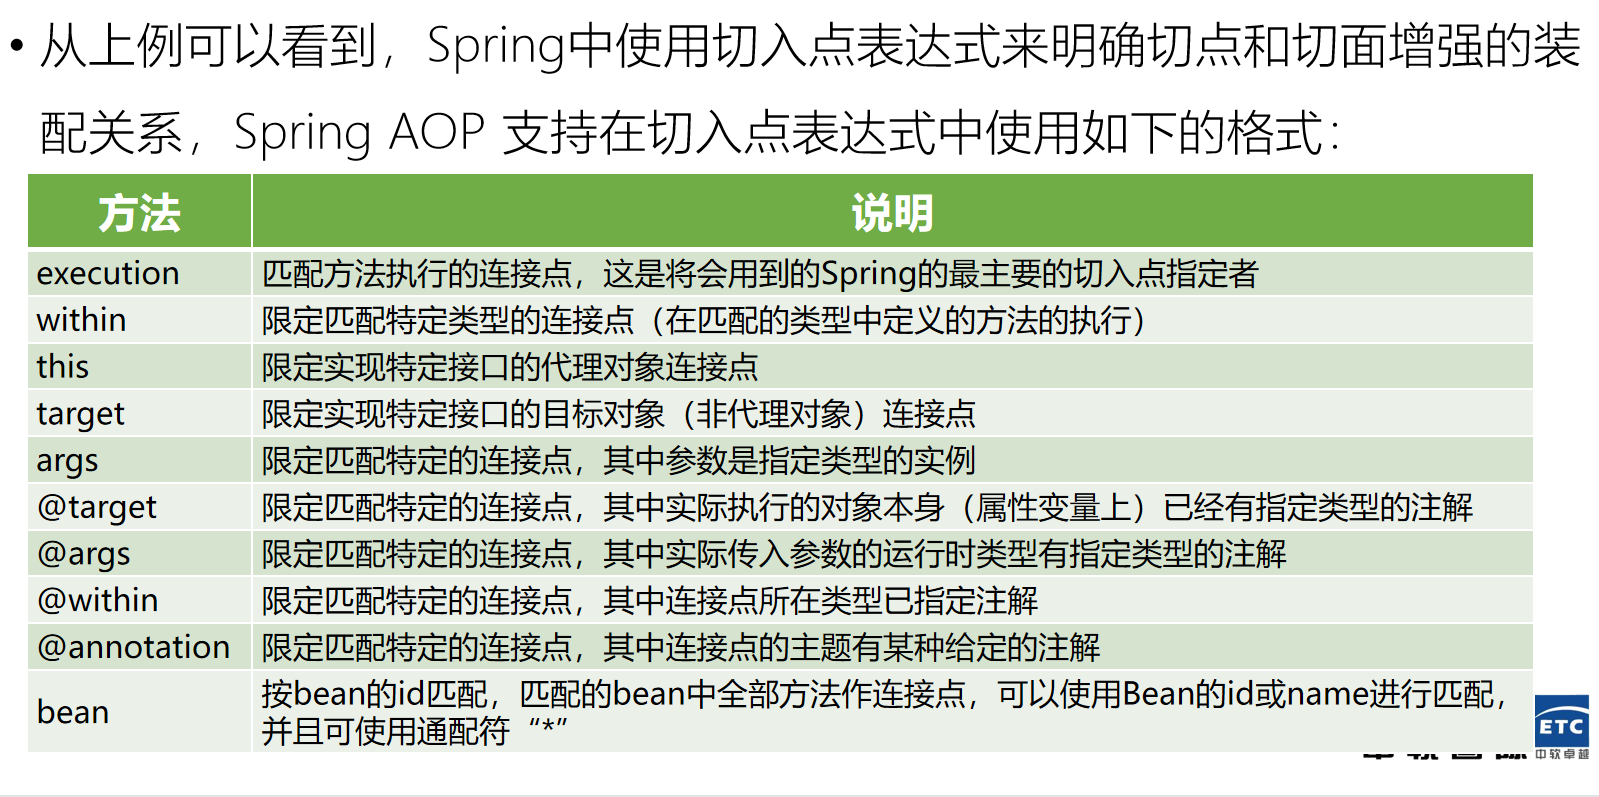 • 从上例可以看到，Spring中使用切入点表达式来明确切点和切面增强的装
配关系，Spring AOP 支持在切入点表达式中使用如下的格式：
方法 说明
execution 匹配方法执行的连接点，这是将会用到的Spring的最主要的切入点指定者
within 限定匹配特定类型的连接点（在匹配的类型中定义的方法的执行）
this 限定实现特定接口的代理对象连接点
target 限定实现特定接口的目标对象（非代理对象）连接点
args 限定匹配特定的连接点，其中参数是指定类型的实例
@target 限定匹配特定的连接点，其中实际执行的对象本身（属性变量上）已经有指定类型的注解
@args 限定匹配特定的连接点，其中实际传入参数的运行时类型有指定类型的注解
@within 限定匹配特定的连接点，其中连接点所在类型已指定注解
@annotation 限定匹配特定的连接点，其中连接点的主题有某种给定的注解
bean 按bean的id匹配，匹配的bean中全部方法作连接点，可以使用Bean的id或name进行匹配，
并且可使用通配符“*”
ETC
中软卓越